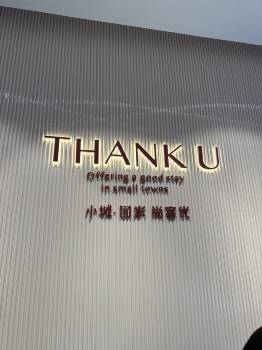 THANK U
Offering a good stay
in small towns
小城·回家 尚客优